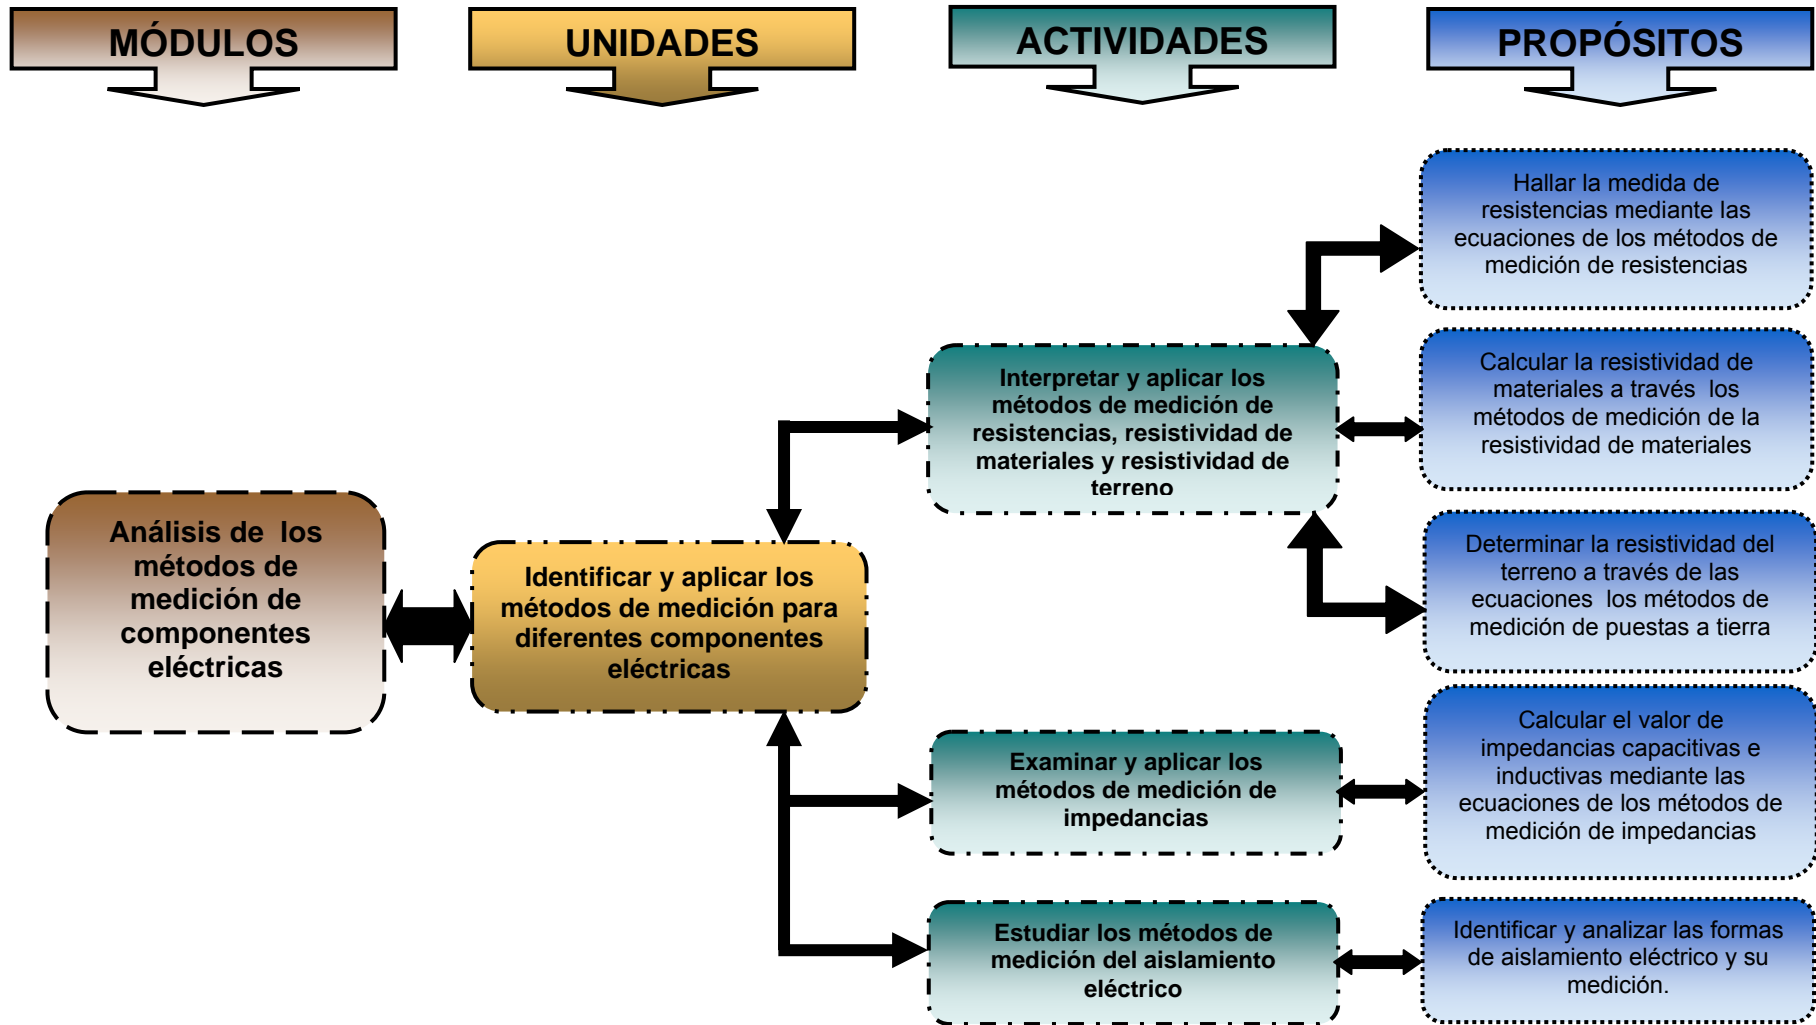 MÓDULOS
UNIDADES
ACTIVIDADES
PROPÓSITOS
Análisis de  los
métodos de
medición de
componentes
eléctricas
Identificar y aplicar los
métodos de medición para
diferentes componentes
eléctricas
Interpretar y aplicar los
métodos de medición de
resistencias, resistividad de
materiales y resistividad de
terreno
Examinar y aplicar los
métodos de medición de
impedancias
Estudiar los métodos de
medición del aislamiento
eléctrico
Hallar la medida de
resistencias mediante las
ecuaciones de los métodos de
medición de resistencias
Calcular la resistividad de
materiales a través  los
métodos de medición de la
resistividad de materiales
Determinar la resistividad del
terreno a través de las
ecuaciones  los métodos de
medición de puestas a tierra
Calcular el valor de
impedancias capacitivas e
inductivas mediante las
ecuaciones de los métodos de
medición de impedancias
Identificar y analizar las formas
de aislamiento eléctrico y su
medición.